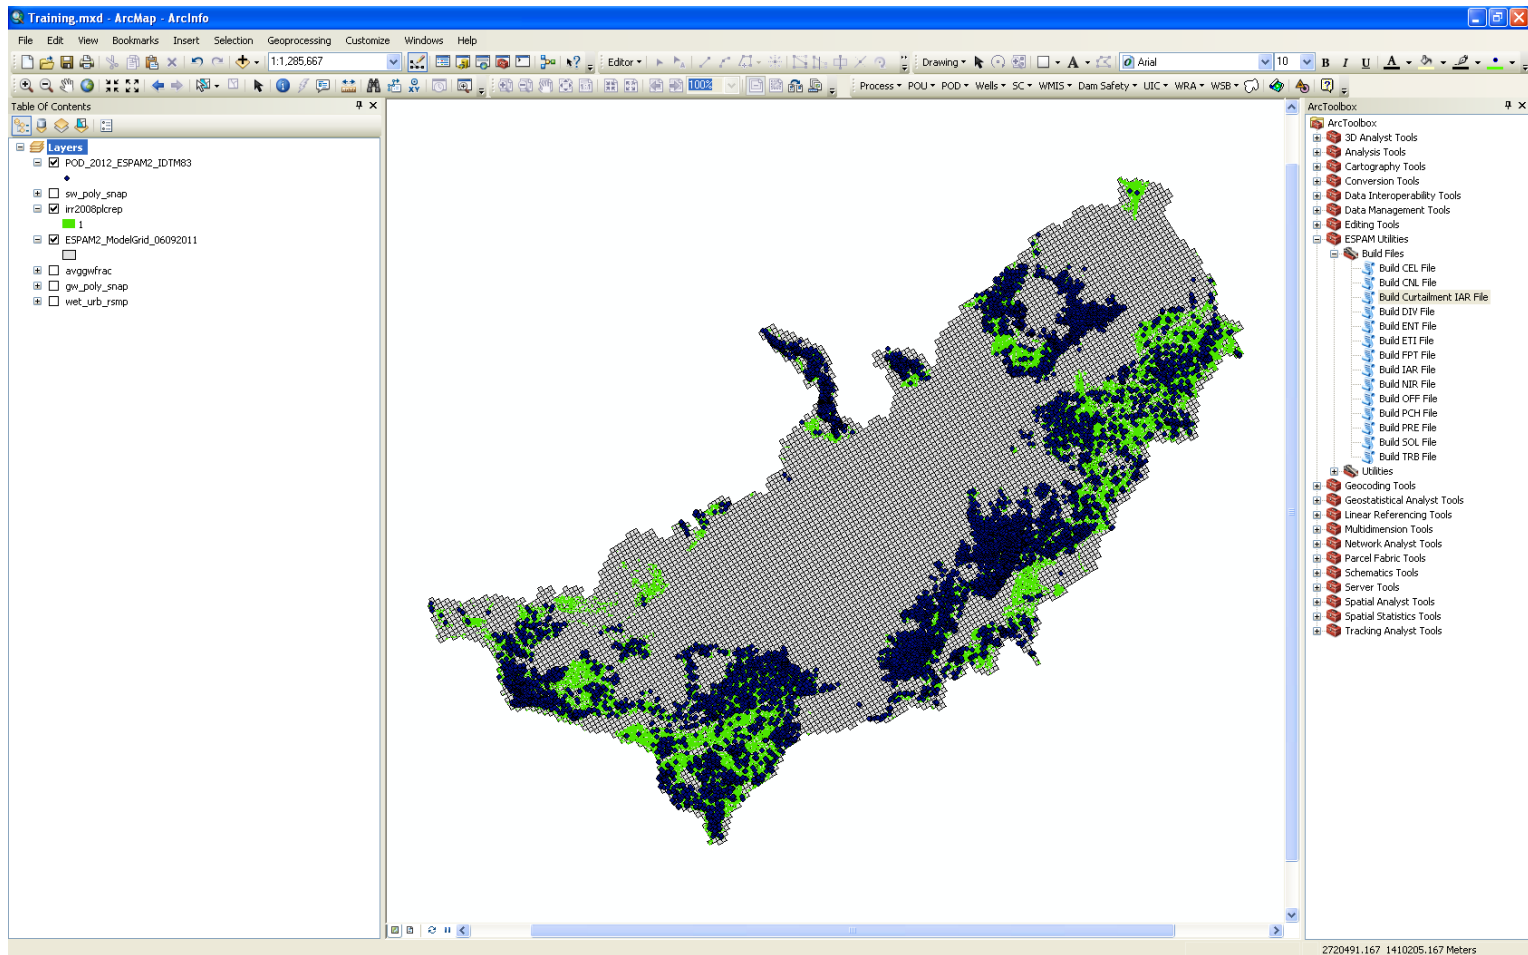 Training.mxd - ArcMap - ArcInfo
File Edit View Bookmarks Insert Selection Geoprocessing Customize Windows Help
1:1,285,667 Editor Drawing A Arial 10 B I U A
100% Process POU POD Wells SC WMIS Dam Safety UIC WRA WSB
Table Of Contents
Layers
POD_2012_ESPAM2_IDTM83
sw_poly_snap
irr2008plcrep
1
ESPAM2_ModelGrid_06092011
avggwfrac
gw_poly_snap
wet_urb_rsmp
ArcToolbox
ArcToolbox
3D Analyst Tools
Analysis Tools
Cartography Tools
Conversion Tools
Data Interoperability Tools
Data Management Tools
Editing Tools
ESPAM Utilities
Build Files
Build CEL File
Build CNL File
Build Curtailment IAR File
Build DIV File
Build ENT File
Build ETI File
Build FPT File
Build IAR File
Build NIR File
Build OFF File
Build PCH File
Build PRE File
Build SOL File
Build TRB File
Utilities
Geocoding Tools
Geostatistical Analyst Tools
Linear Referencing Tools
Multidimension Tools
Network Analyst Tools
Parcel Fabric Tools
Schematics Tools
Server Tools
Spatial Analyst Tools
Spatial Statistics Tools
Tracking Analyst Tools
2720491.167 1410205.167 Meters